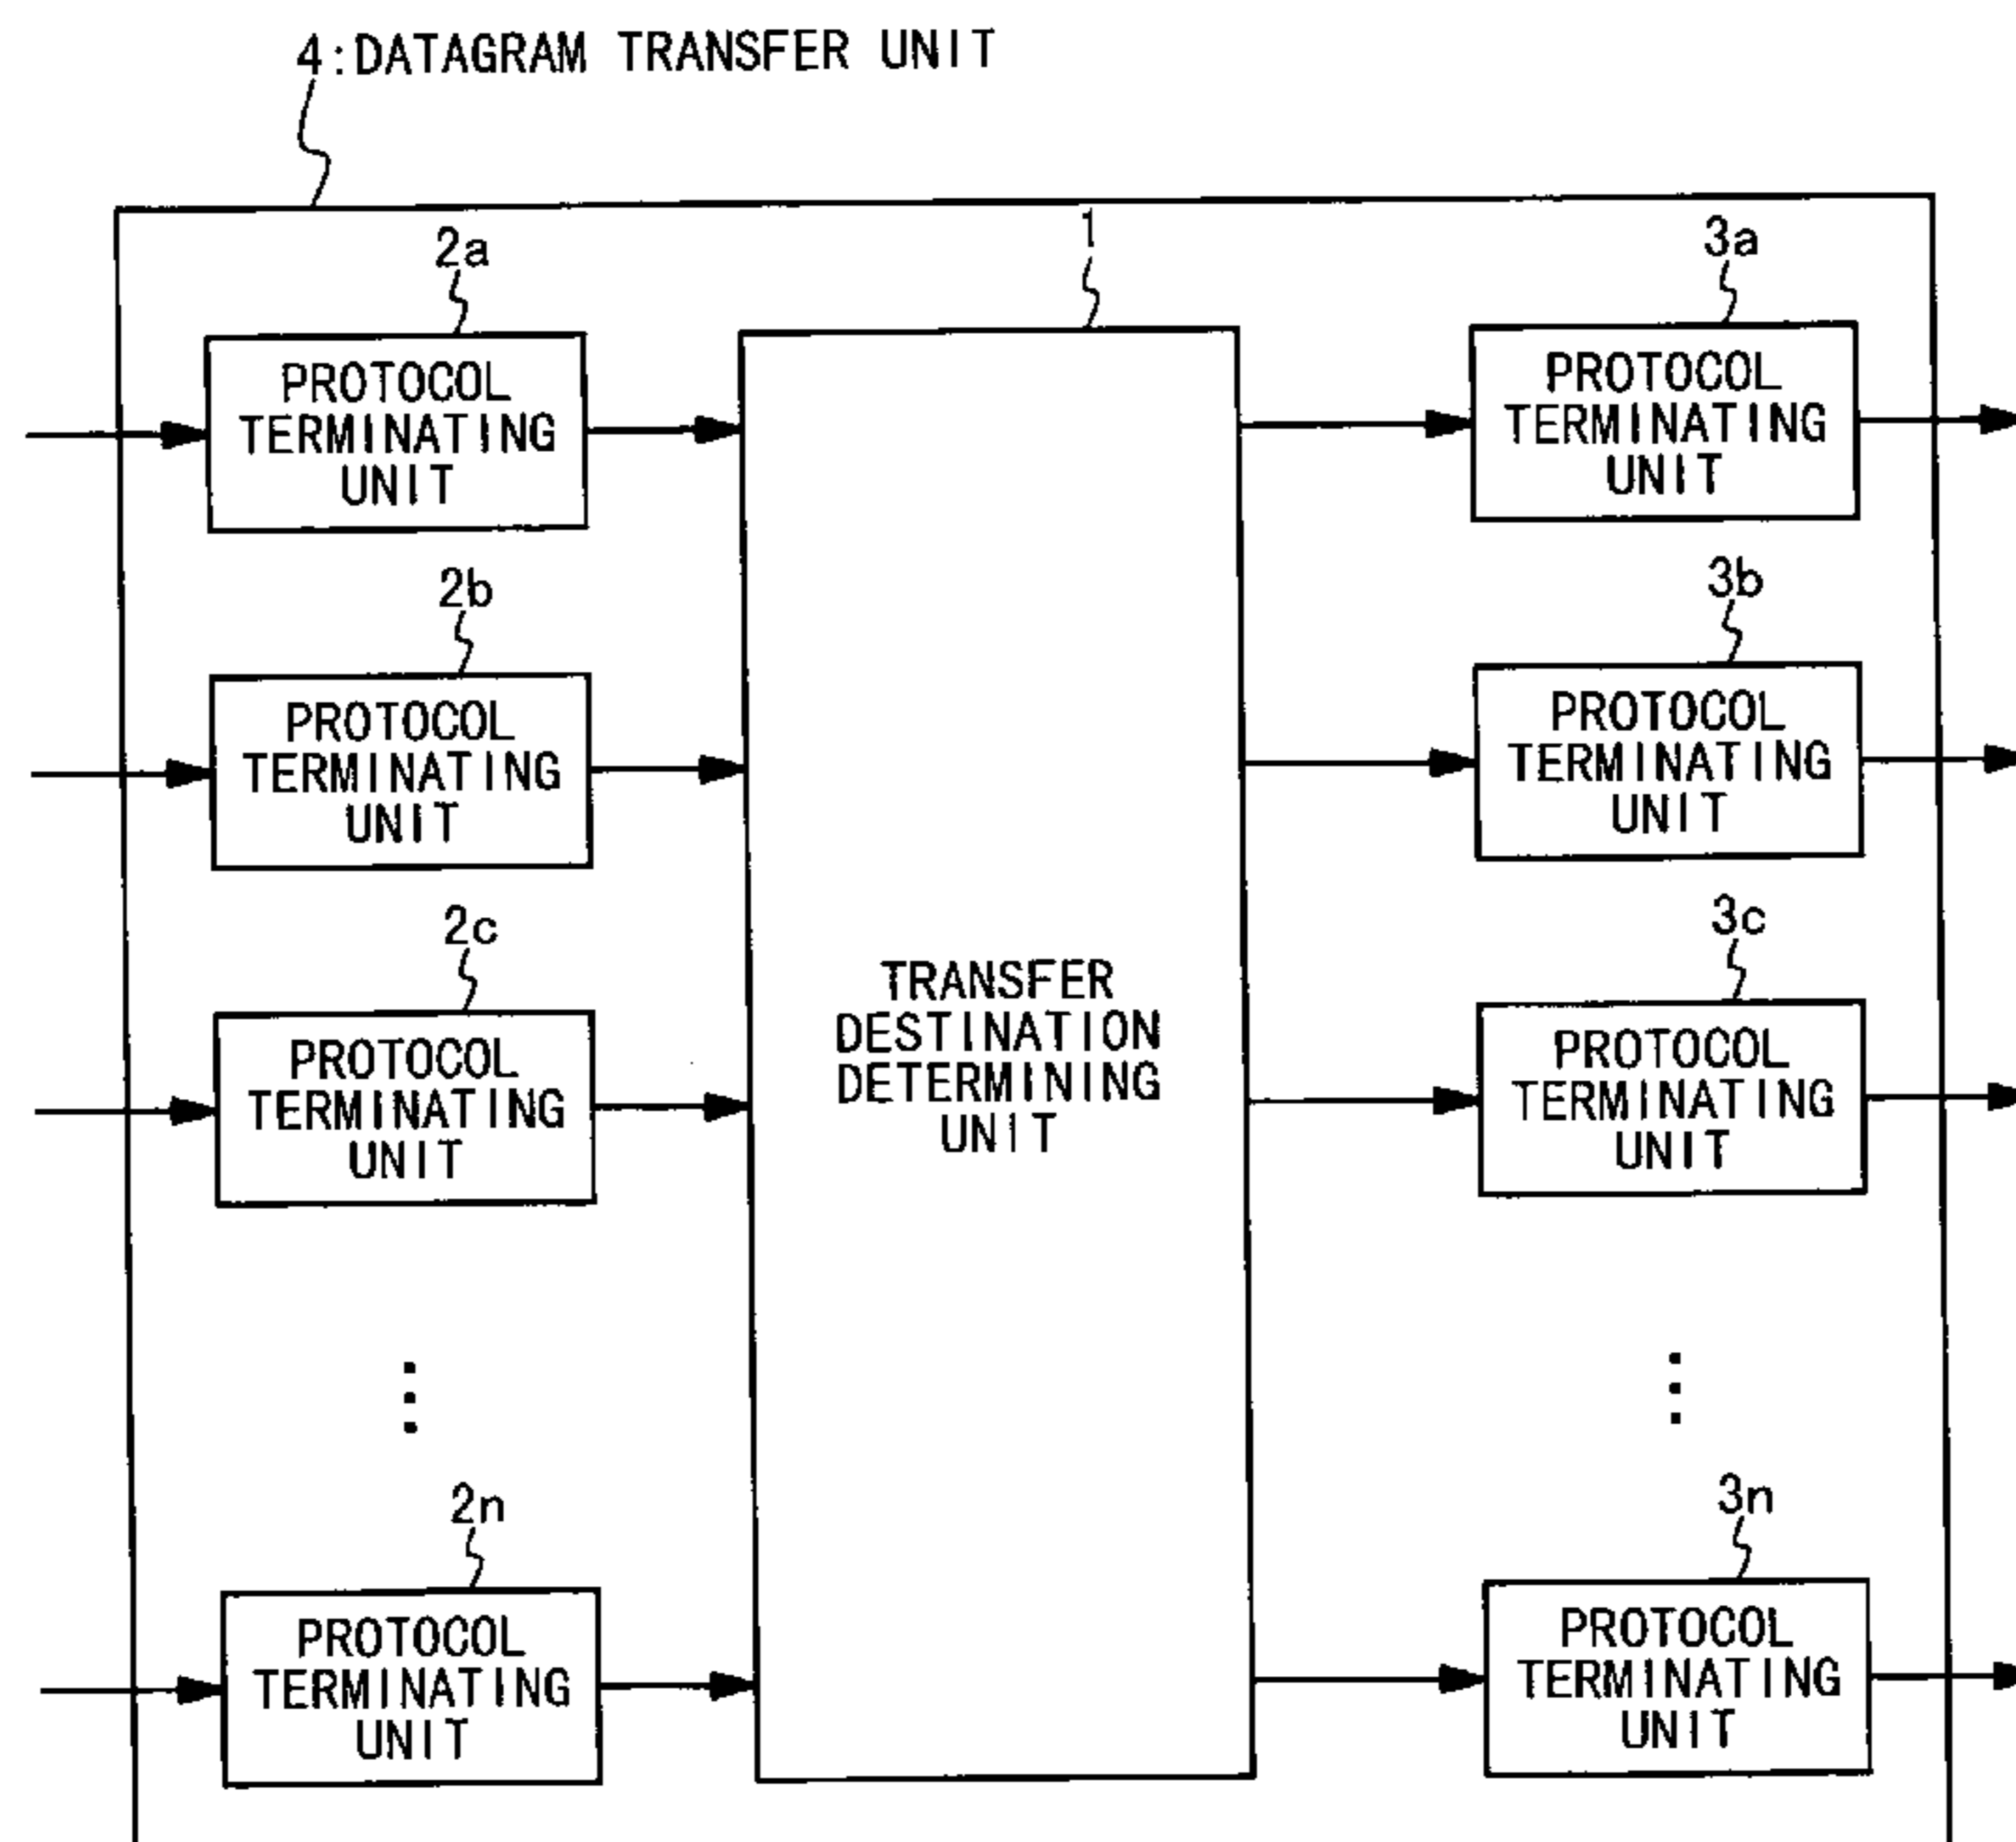 4:DATAGRAM TRANSFER UNIT
2a
1
3a
PROTOCOL
TERMINATING
UNIT
PROTOCOL
TERMINATING
UNIT
2b
3b
PROTOCOL
TERMINATING
UNIT
PROTOCOL
TERMINATING
UNIT
2c
3c
PROTOCOL
TERMINATING
UNIT
TRANSFER
DESTINATION
DETERMINING
UNIT
PROTOCOL
TERMINATING
UNIT
2n
3n
PROTOCOL
TERMINATING
UNIT
PROTOCOL
TERMINATING
UNIT